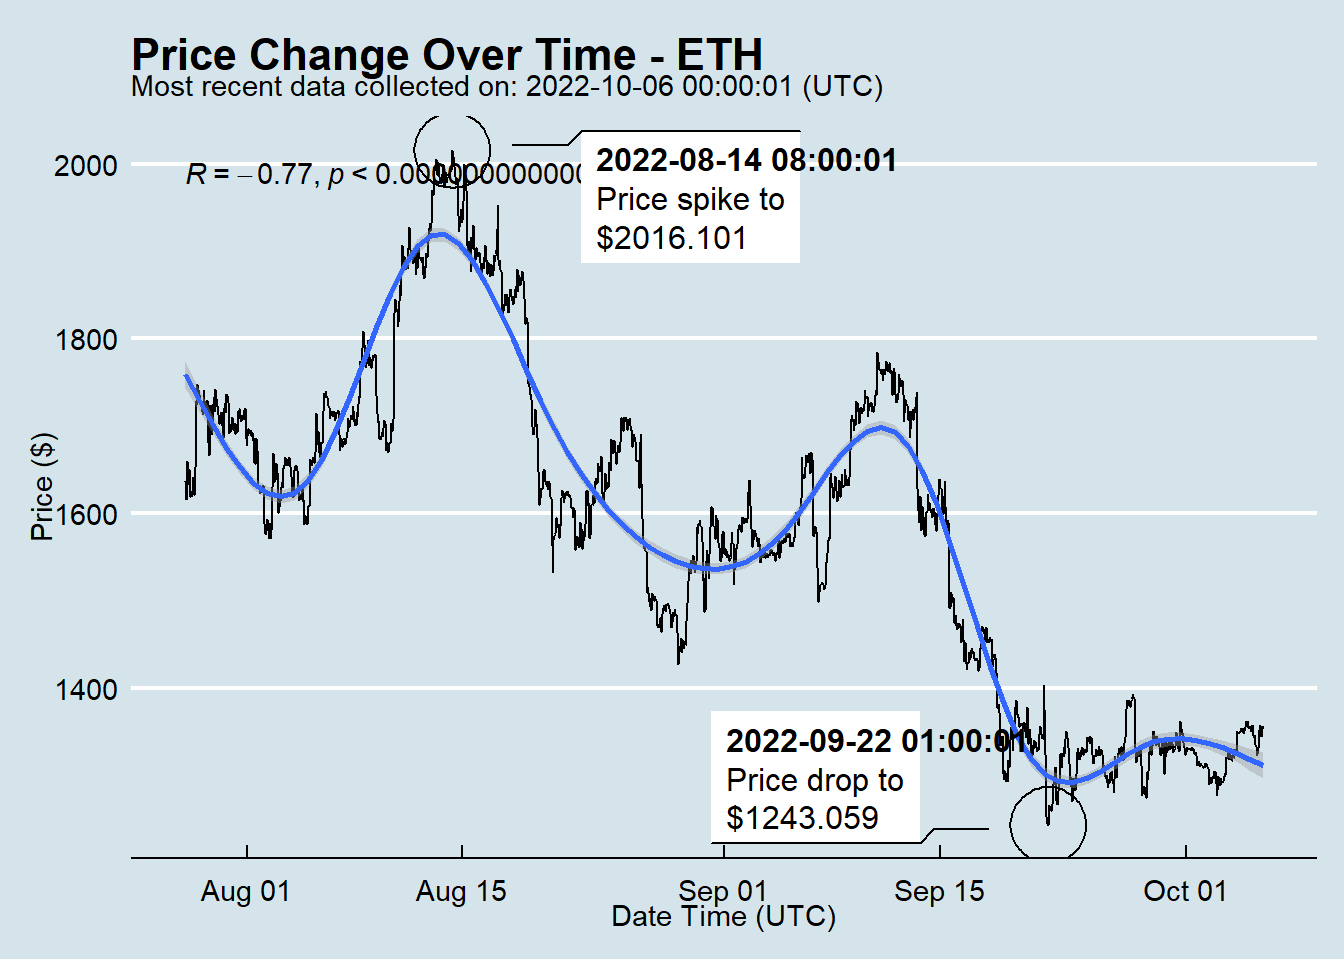 Price Change Over Time - ETH
Most recent data collected on: 2022-10-06 00:00:01 (UTC)
R = −0.77, p < 0.00000000000
2022-08-14 08:00:01
Price spike to
$2016.101
2000
1800
1600
1400
Price ($)
2022-09-22 01:00:01
Price drop to
$1243.059
Aug 01
Aug 15
Sep 01
Sep 15
Oct 01
Date Time (UTC)